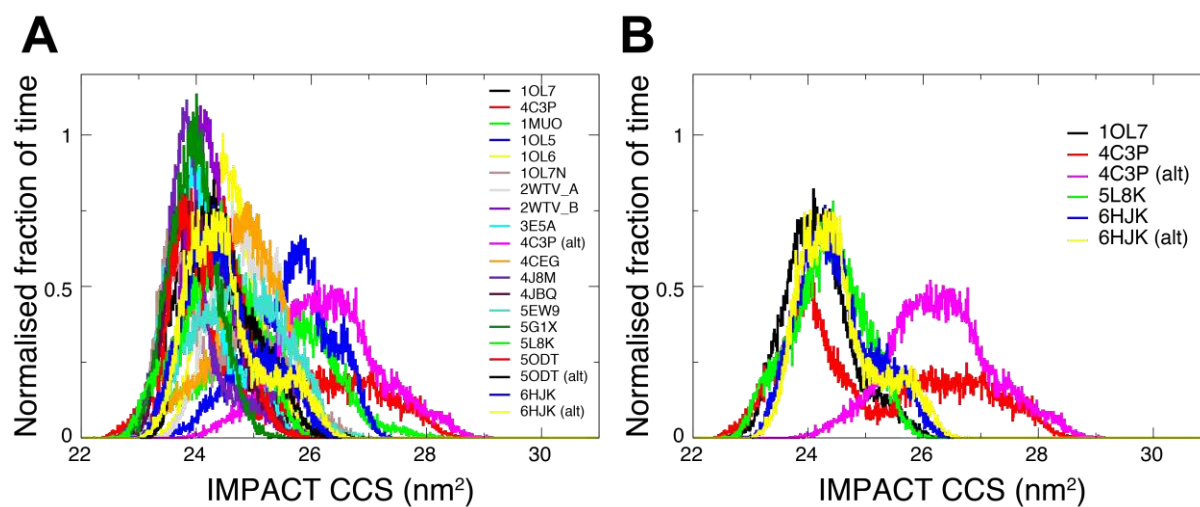 A
Normalised fraction of time
1
0.5
0
22
24
26
28
30
IMPACT CCS (nm²)
1OL7
4C3P
1MUO
1OL5
1OL6
1OL7N
2WTV_A
2WTV_B
3E5A
4C3P (alt)
4CEG
4J8M
4JBQ
5EW9
5G1X
5L8K
5ODT
5ODT (alt)
6HJK
6HJK (alt)
B
Normalised fraction of time
1
0.5
0
22
24
26
28
30
IMPACT CCS (nm²)
1OL7
4C3P
4C3P (alt)
5L8K
6HJK
6HJK (alt)